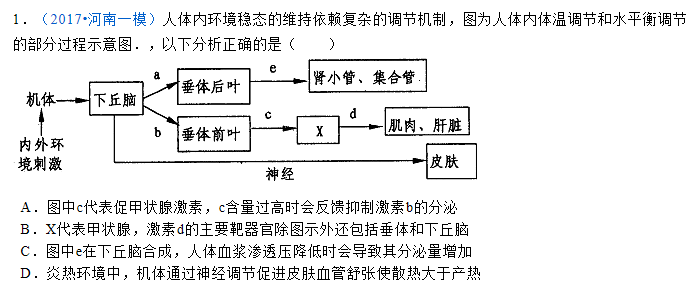 1．（2017•河南一模）人体内环境稳态的维持依赖复杂的调节机制，图为人体内体温调节和水平衡调节
的部分过程示意图．，以下分析正确的是（　　）
a
e
垂体后叶
肾小管、集合管
机体
下丘脑
b
c
d
垂体前叶
X
肌肉、肝脏
内外环
境刺激
神经
皮肤
A．图中c代表促甲状腺激素，c含量过高时会反馈抑制激素b的分泌
B．X代表甲状腺，激素d的主要靶器官除图示外还包括垂体和下丘脑
C．图中e在下丘脑合成，人体血浆渗透压降低时会导致其分泌量增加
D．炎热环境中，机体通过神经调节促进皮肤血管舒张使散热大于产热